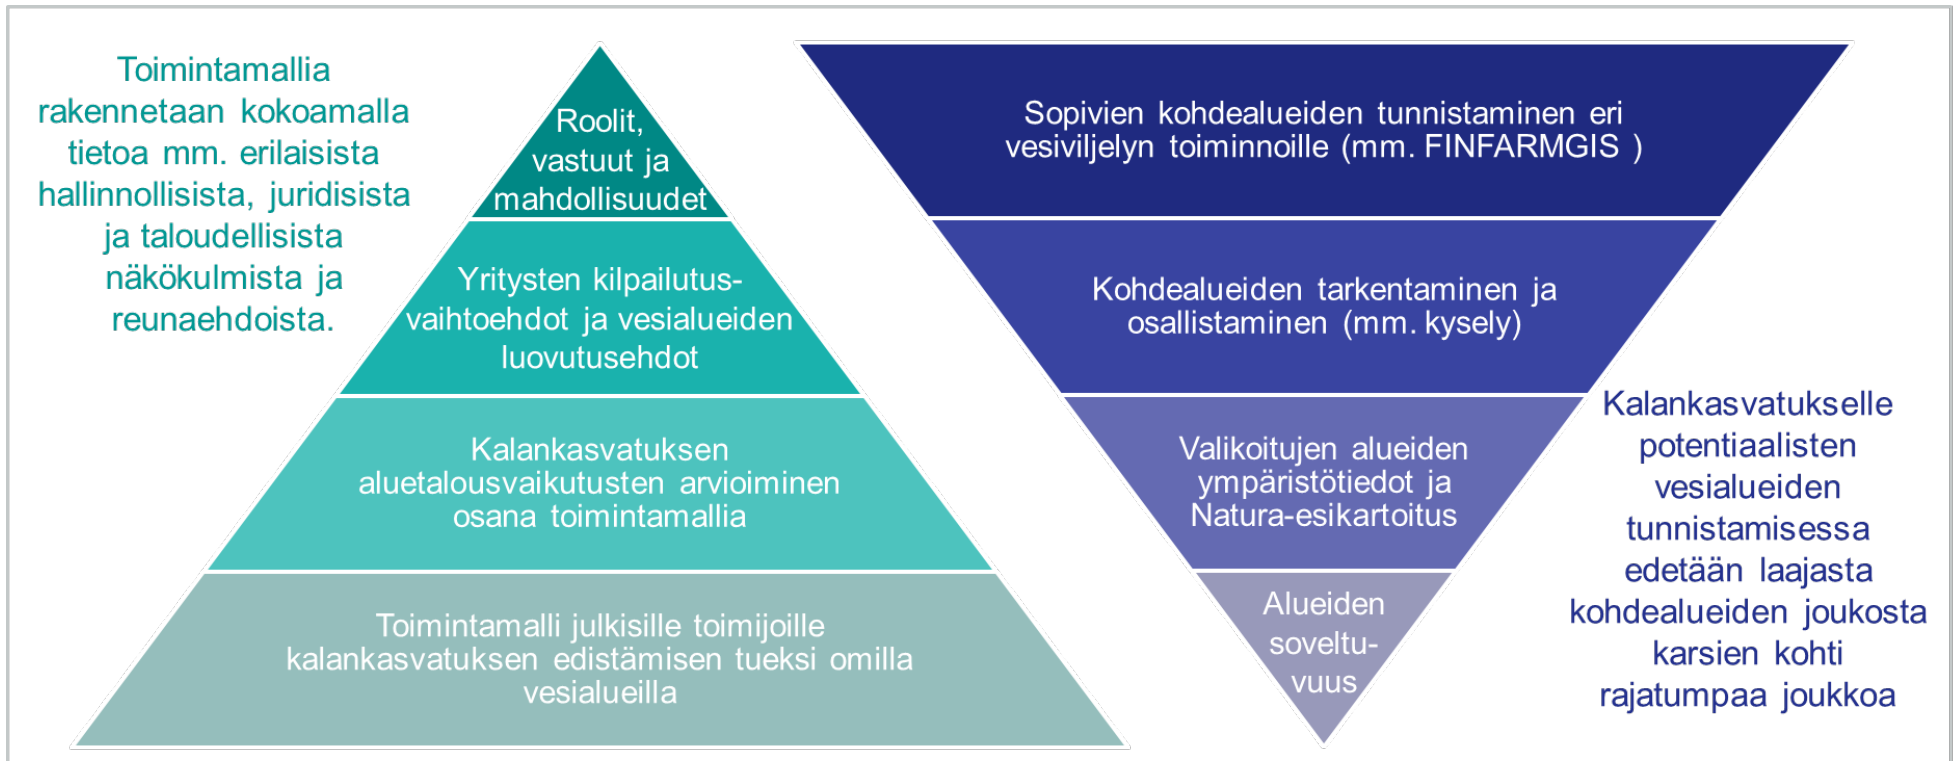 Toimintamallia
rakennetaan kokoamalla
tietoa mm. erilaisista
hallinnollisista, juridisista
ja taloudellisista
näkökulmista ja
reunaehdoista.
Roolit,
vastuut ja
mahdollisuudet
Yritysten kilpailutus-
vaihtoehdot ja vesialueiden
luovutusehdot
Kalankasvatuksen
aluetalousvaikutusten arvioiminen
osana toimintamallia
Toimintamalli julkisille toimijoille
kalankasvatuksen edistämisen tueksi omilla
vesialueilla
Sopivien kohdealueiden tunnistaminen eri
vesiviljelyn toiminnoille (mm. FINFARMGIS )
Kohdealueiden tarkentaminen ja
osallistaminen (mm. kysely)
Valikoitujen alueiden
ympäristötiedot ja
Natura-esikartoitus
Alueiden
soveltu-
vuus
Kalankasvatukselle
potentiaalisten
vesialueiden
tunnistamisessa
edetään laajasta
kohdealueiden joukosta
karsien kohti
rajatumpaa joukkoa